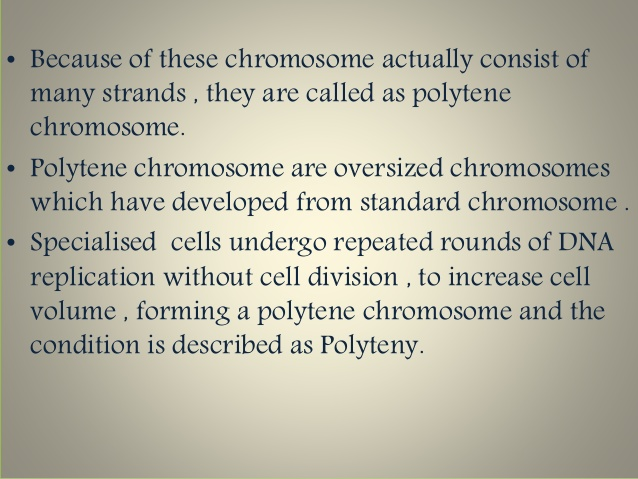 • Because of these chromosome actually consist of
many strands , they are called as polytene
chromosome.
• Polytene chromosome are oversized chromosomes
which have developed from standard chromosome .
• Specialised cells undergo repeated rounds of DNA
replication without cell division , to increase cell
volume , forming a polytene chromosome and the
condition is described as Polyteny.